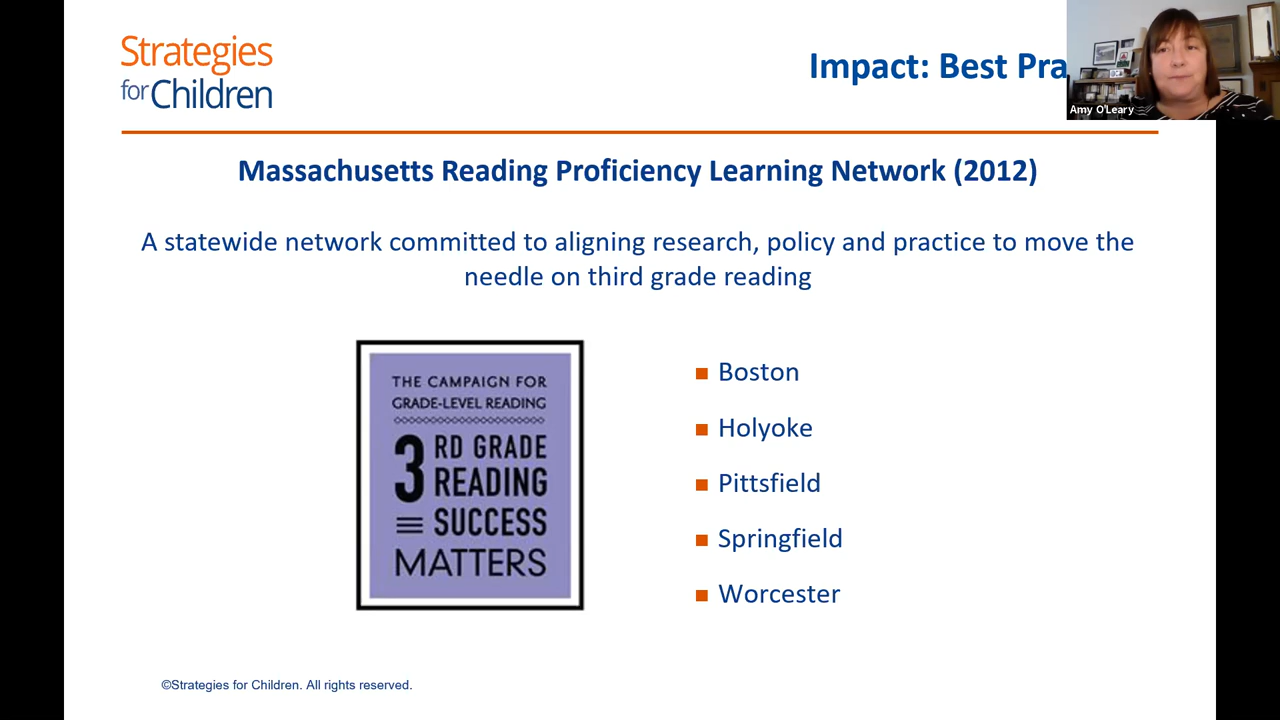 Strategies
for Children
Impact: Best
Amy O'Leary
Massachusetts Reading Proficiency Learning Network (2012)
A statewide network committed to aligning research, policy and practice to move the
needle on third grade reading
THE CAMPAIGN FOR
GRADE-LEVEL READING
3RD GRADE
READING
= SUCCESS
MATTERS
■ Boston
■ Holyoke
■ Pittsfield
■ Springfield
■ Worcester
©Strategies for Children. All rights reserved.